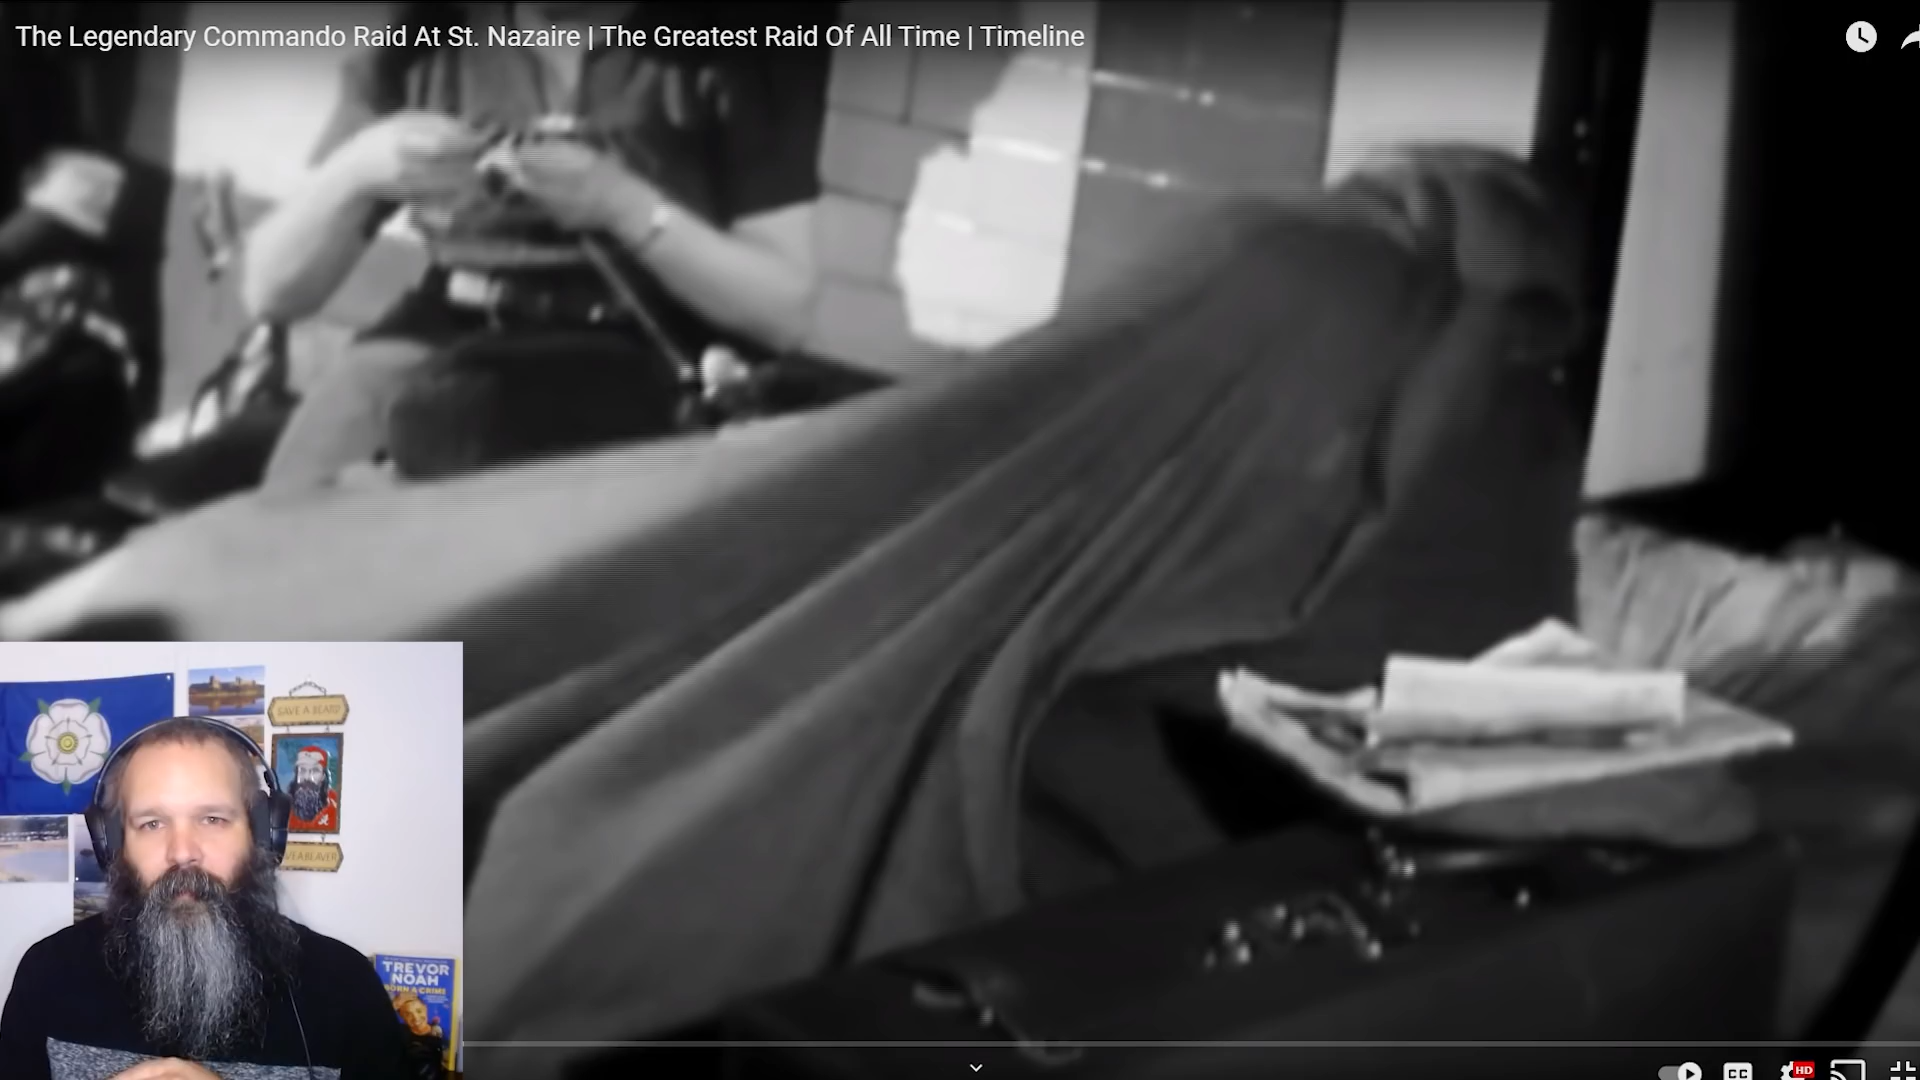 The Legendary Commando Raid At St. Nazaire | The Greatest Raid Of All Time | Timeline
SAVE A BEARD
TREVOR
NOAH
BORN A CRIME
CC
HD